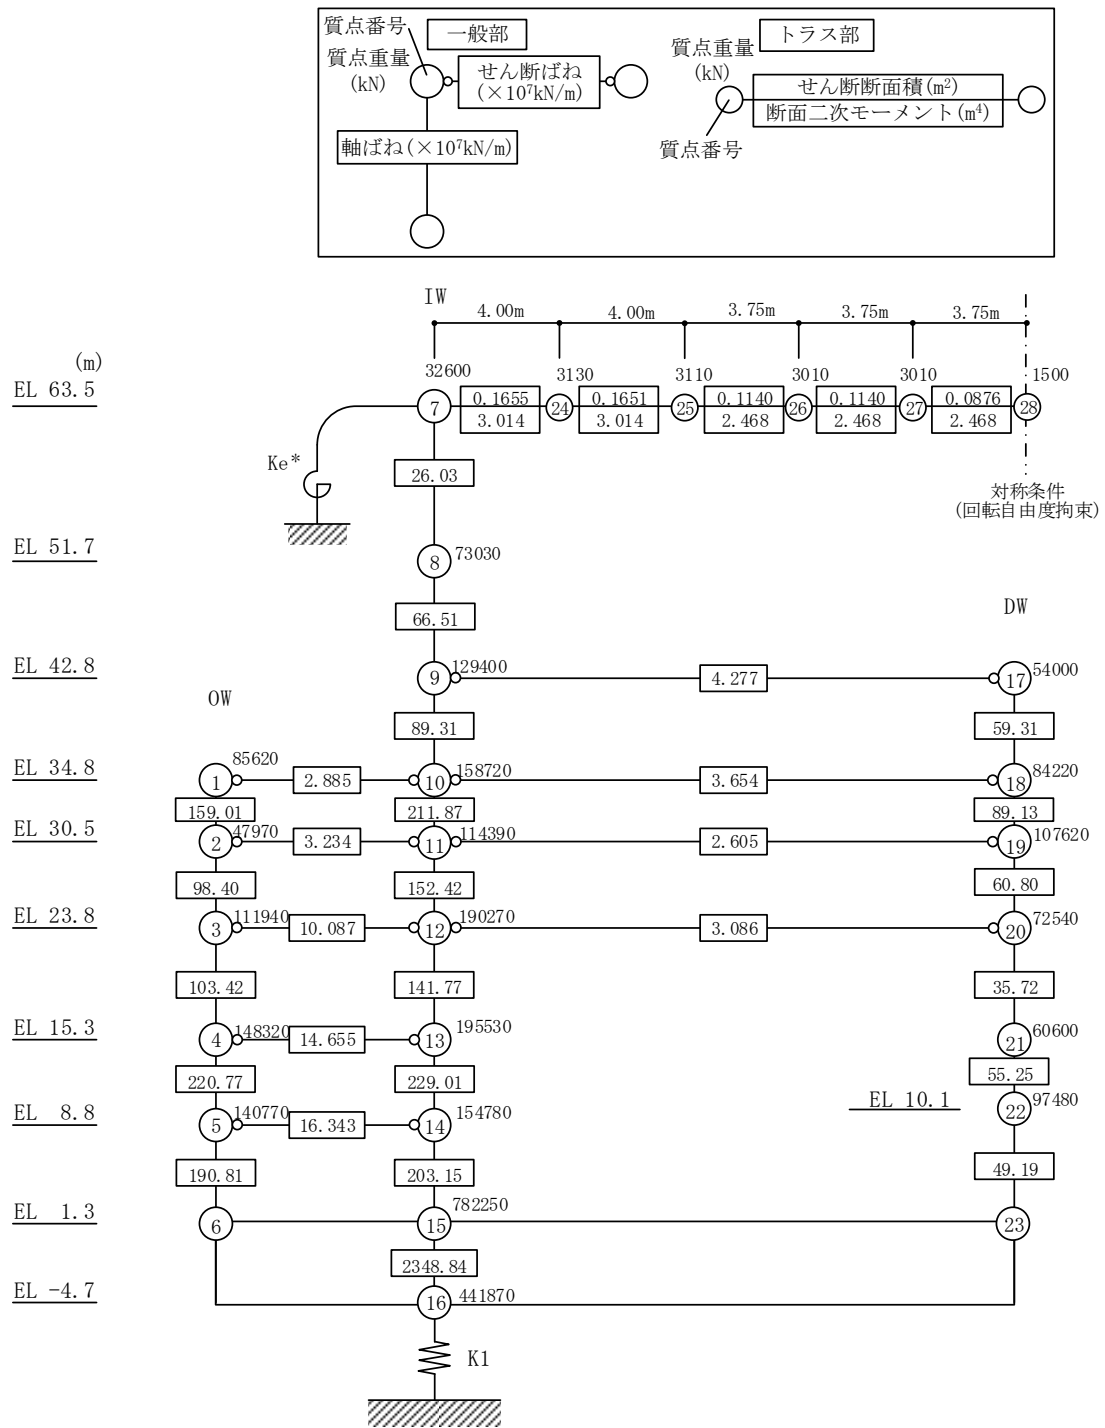 質点番号
一般部
質点重量
(kN)
せん断ばね
(×10⁷kN/m)
軸ばね(×10⁷kN/m)
トラス部
質点重量
(kN)
せん断断面積(m²)
断面二次モーメント(m⁴)
質点番号
IW
4.00m 4.00m 3.75m 3.75m 3.75m
(m)
EL 63.5
32600 3130 3110 3010 3010 1500
7 0.1655 24 0.1651 25 0.1140 26 0.1140 27 0.0876 28
3.014 3.014 2.468 2.468 2.468
Ke*
26.03
対称条件
(回転自由度拘束)
EL 51.7
8 73030
66.51
DW
EL 42.8
9 129400 4.277 17 54000
OW
89.31 59.31
EL 34.8
1 85620 2.885 10 158720 3.654 18 84220
159.01 211.87 89.13
EL 30.5
2 47970 3.234 11 114390 2.605 19 107620
98.40 152.42 60.80
EL 23.8
3 111940 10.087 12 190270 3.086 20 72540
103.42 141.77 35.72
EL 15.3
4 148320 14.655 13 195530 21 60600
220.77 229.01 55.25
EL 8.8
EL 10.1 22 97480
5 140770 16.343 14 154780
190.81 203.15 49.19
EL 1.3
6 15 782250 23
2348.84
EL -4.7
16 441870
K1